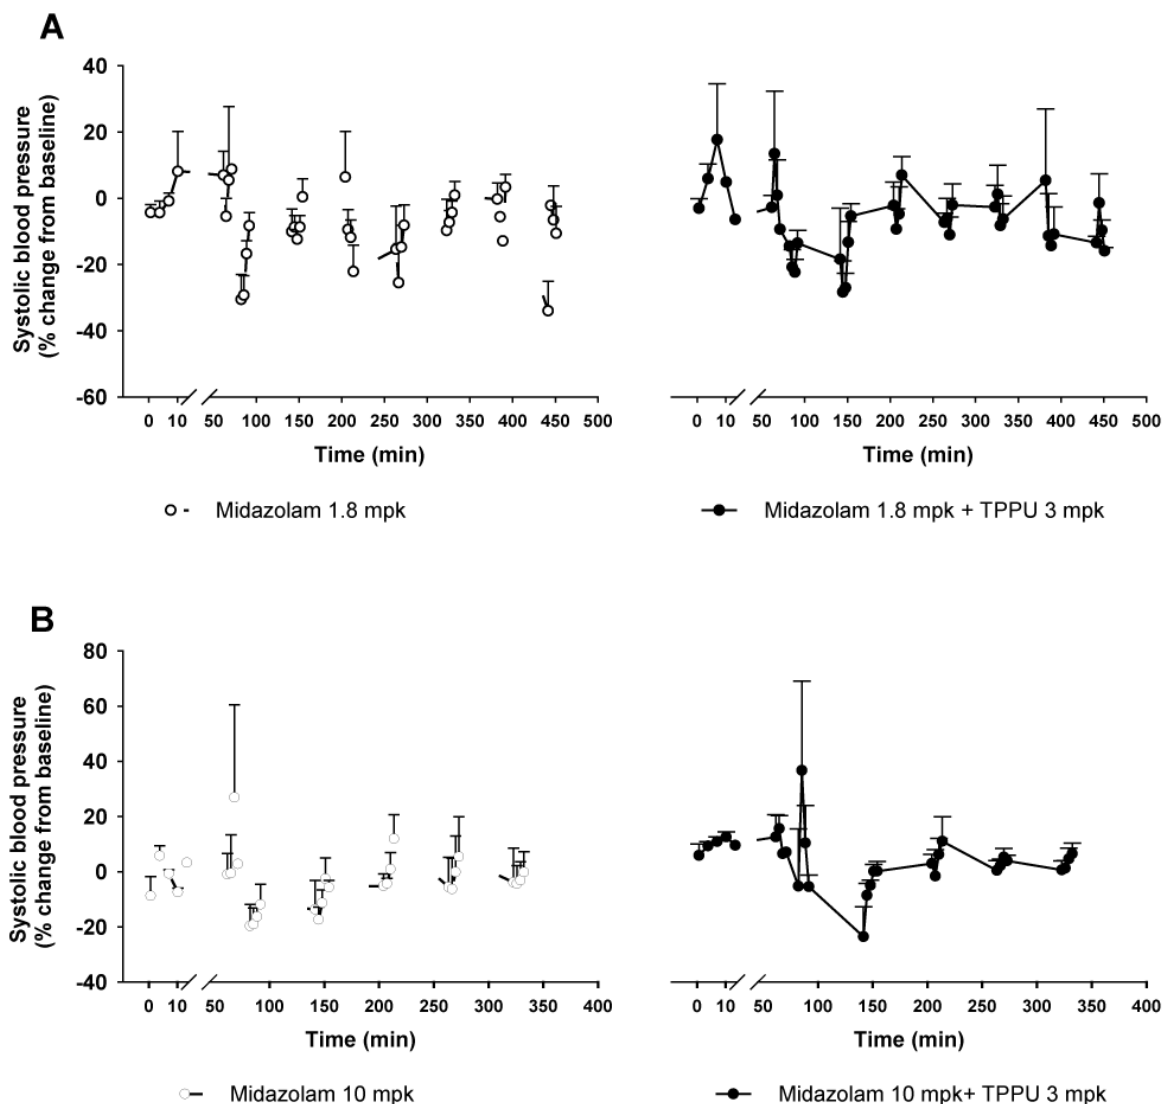 A
Systolic blood pressure
(% change from baseline)
40
20
0
-20
-40
-60
0 10 50 100 150 200 250 300 350 400 450 500
0 10 50 100 150 200 250 300 350 400 450 500
Time (min)
Time (min)
Midazolam 1.8 mpk
Midazolam 1.8 mpk + TPPU 3 mpk
B
Systolic blood pressure
(% change from baseline)
80
60
40
20
0
-20
-40
0 10 50 100 150 200 250 300 350 400
0 10 50 100 150 200 250 300 350 400
Time (min)
Time (min)
Midazolam 10 mpk
Midazolam 10 mpk+ TPPU 3 mpk